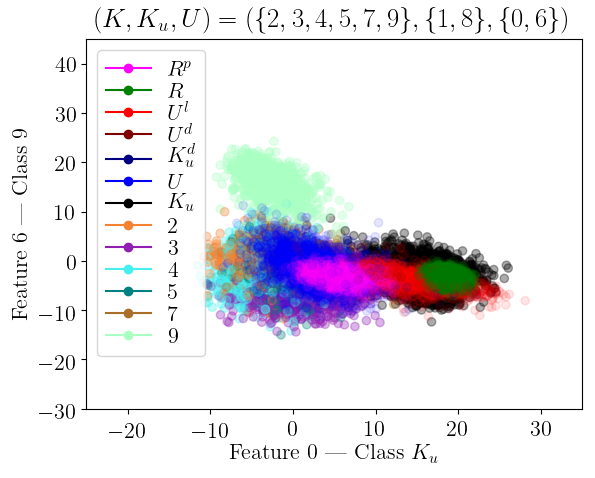 (K, K_u, U) = ({2, 3, 4, 5, 7, 9}, {1, 8}, {0, 6})
40
30
20
10
0
−10
−20
−30
Feature 6 — Class 9
R^p
R
U^l
U^d
K_u^d
U
K_u
2
3
4
5
7
9
−20
−10
0
10
20
30
Feature 0 — Class K_u